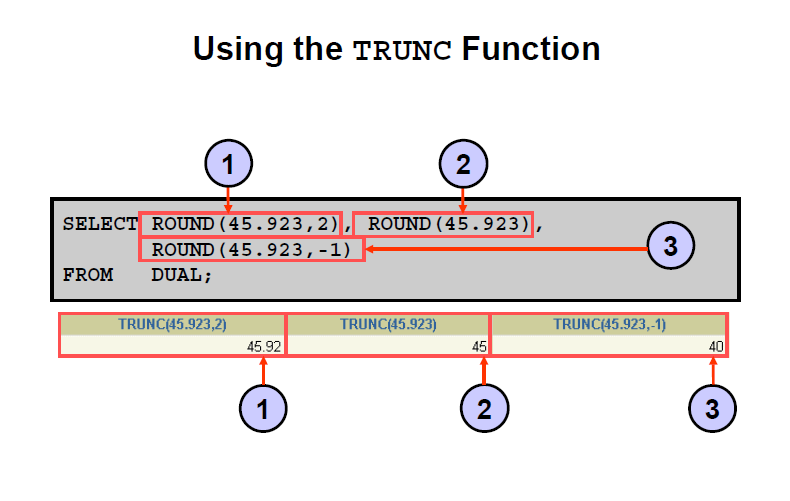 Using the TRUNC Function
1 2
SELECT ROUND(45.923,2), ROUND(45.923),
ROUND(45.923,-1) 3
FROM DUAL;
TRUNC(45.923,2) TRUNC(45.923) TRUNC(45.923,-1)
45.92 45 40
1 2 3